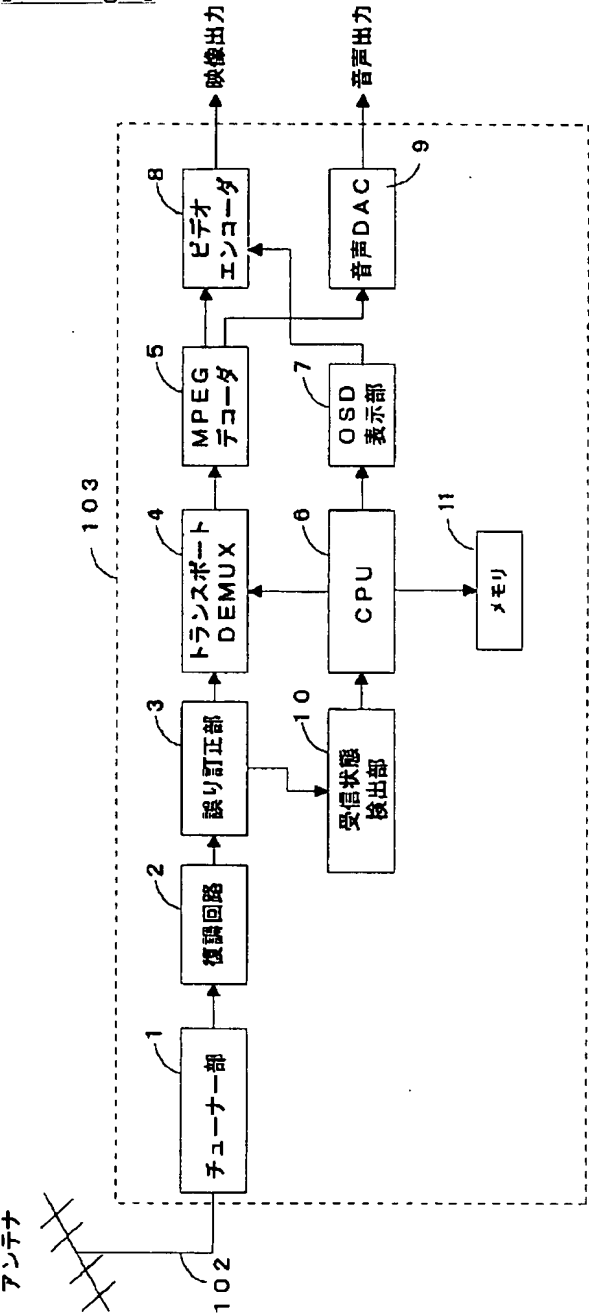 アンテナ
102
103
1
チューナー部
2
復調回路
3
誤り訂正部
4
トランスポート
DEMUX
5
MPEG
デコーダ
8
ビデオ
エンコーダ
映像出力
10
受信状態
検出部
6
CPU
7
OSD
表示部
9
音声DAC
音声出力
11
メモリ